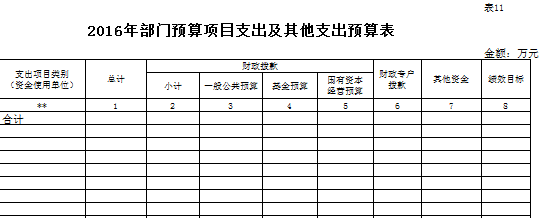 表11
2016年部门预算项目支出及其他支出预算表
金额：万元
支出项目类别
（资金使用单位）
总计
财政拨款
小计
一般公共预算
基金预算
国有资本
经营预算
财政专户
拨款
其他资金
绩效目标
** 1 2 3 4 5 6 7 8
合计